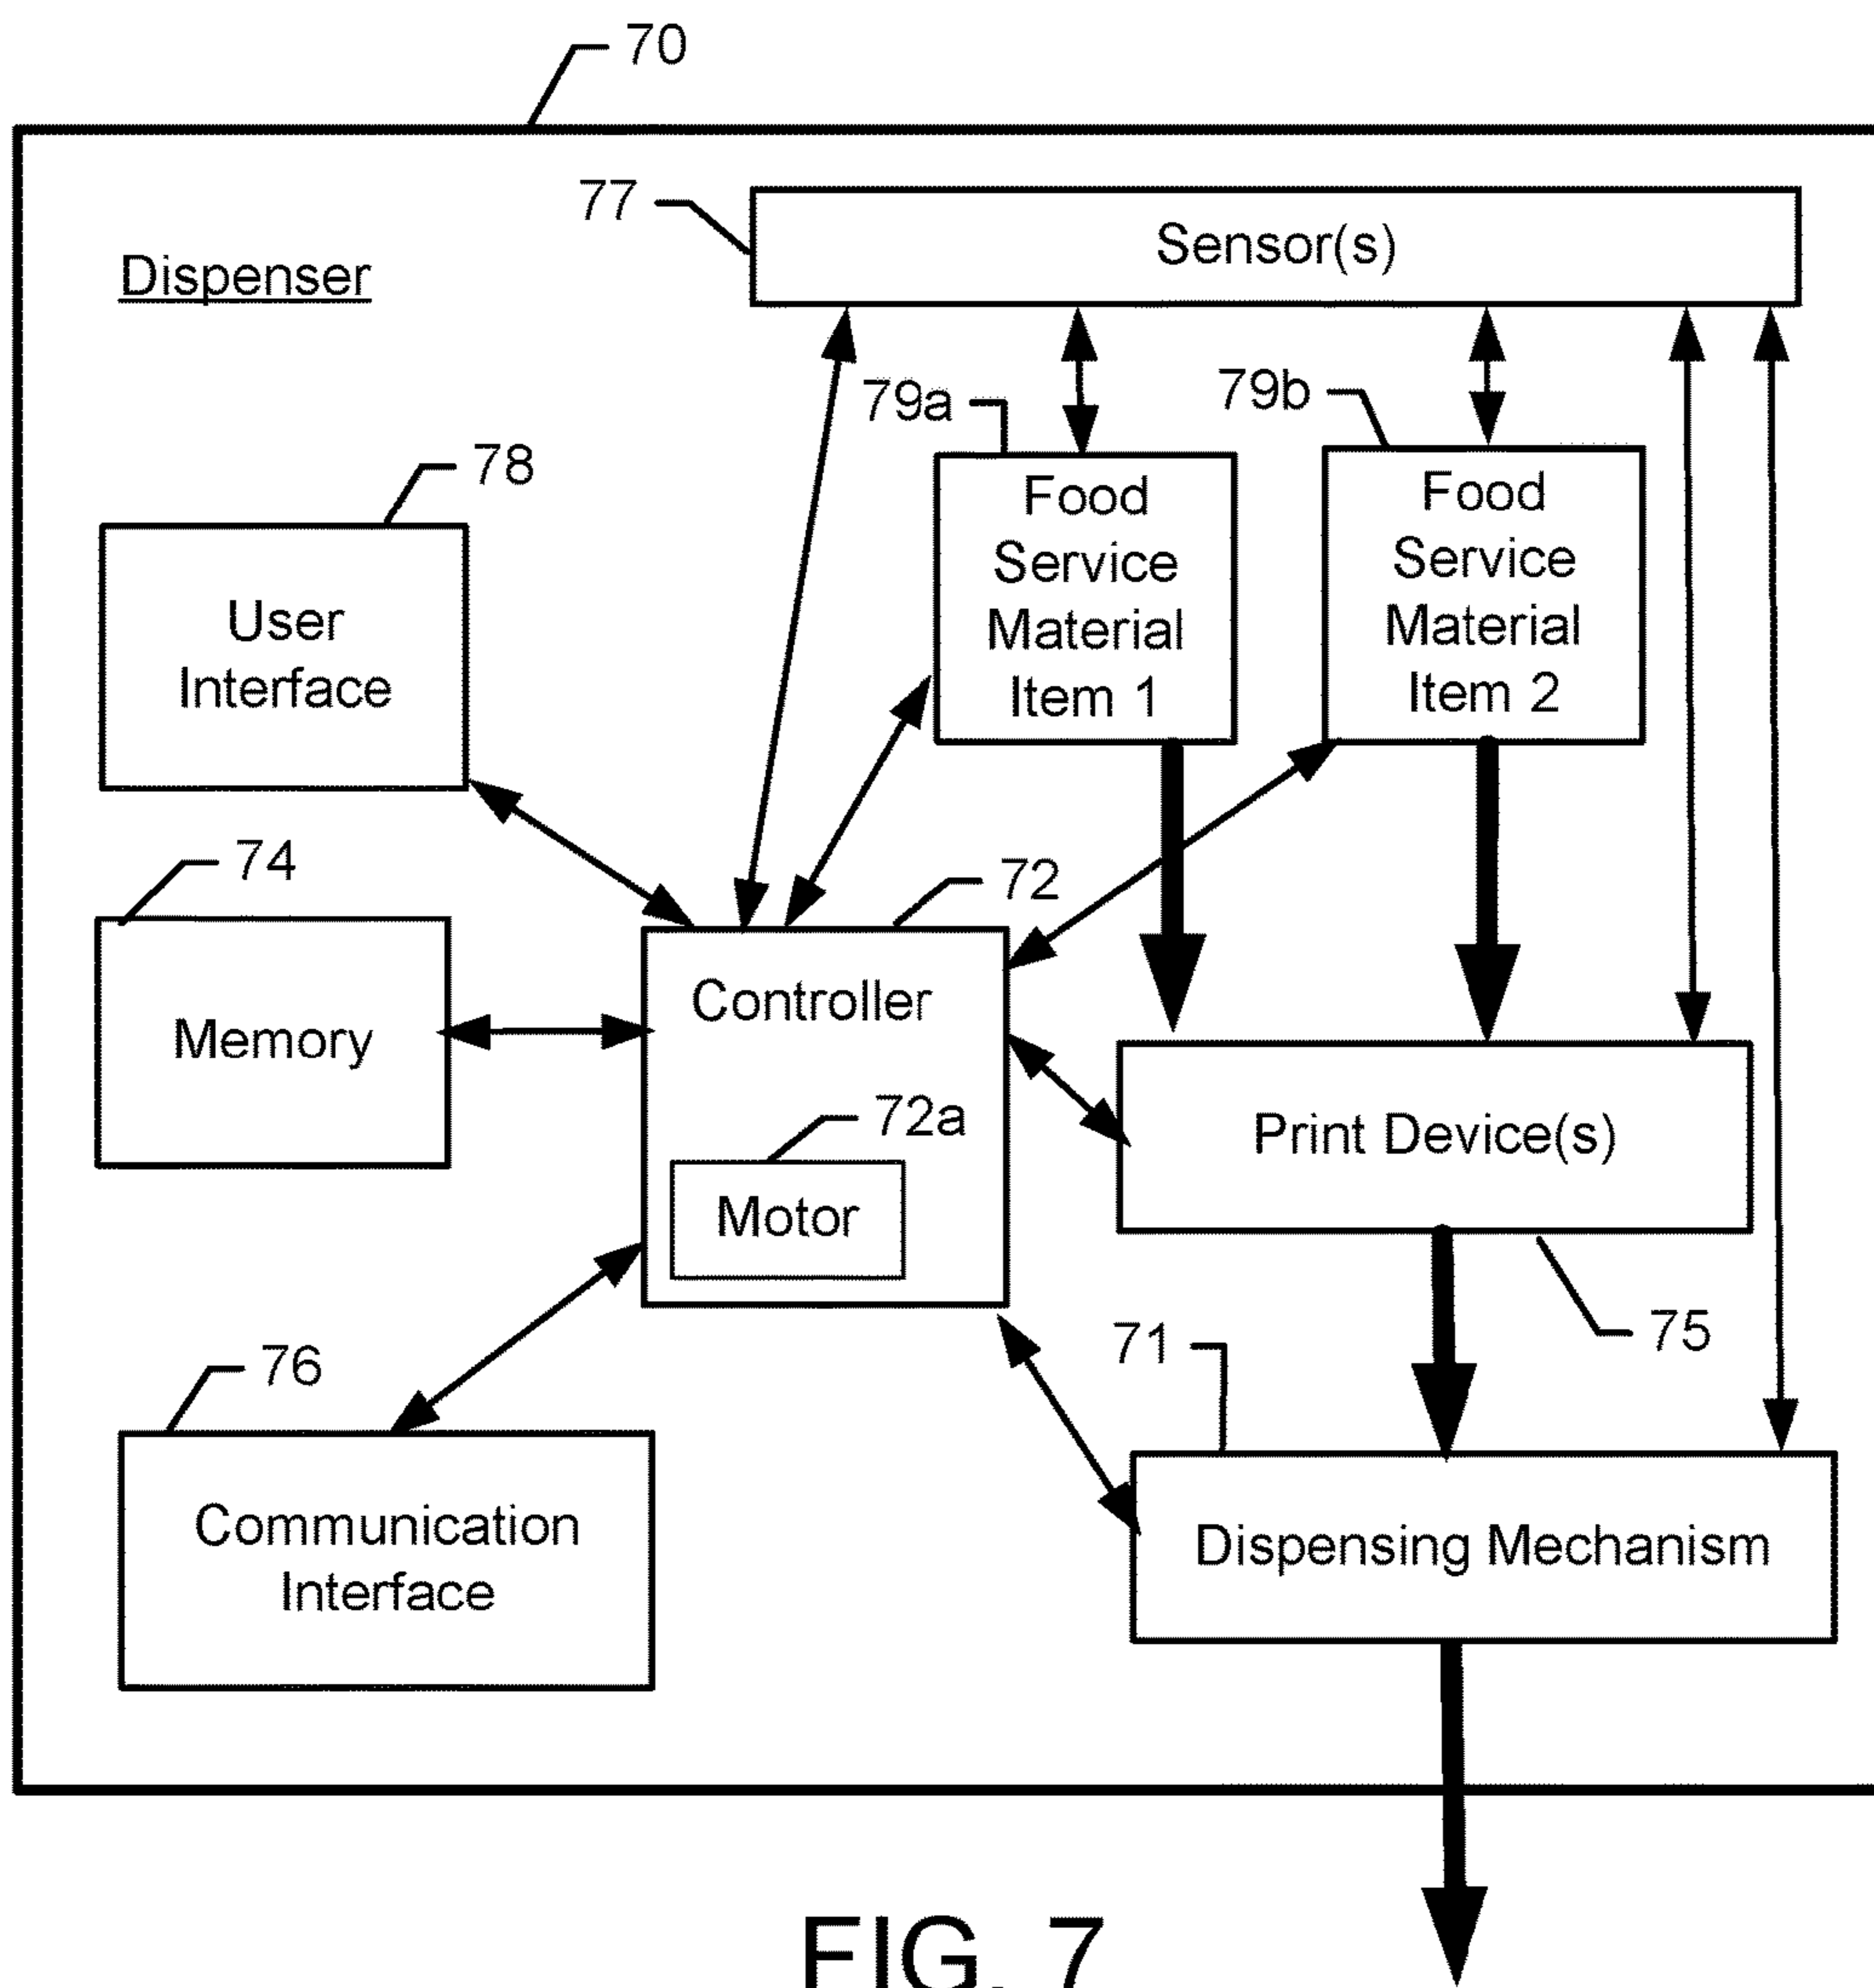 70
77
Sensor(s)
Dispenser
79a
79b
78
Food
Service
Material
Item 1
Food
Service
Material
Item 2
User
Interface
74
72
Memory
Controller
72a
Motor
Print Device(s)
75
71
76
Communication
Interface
Dispensing Mechanism
FIG. 7